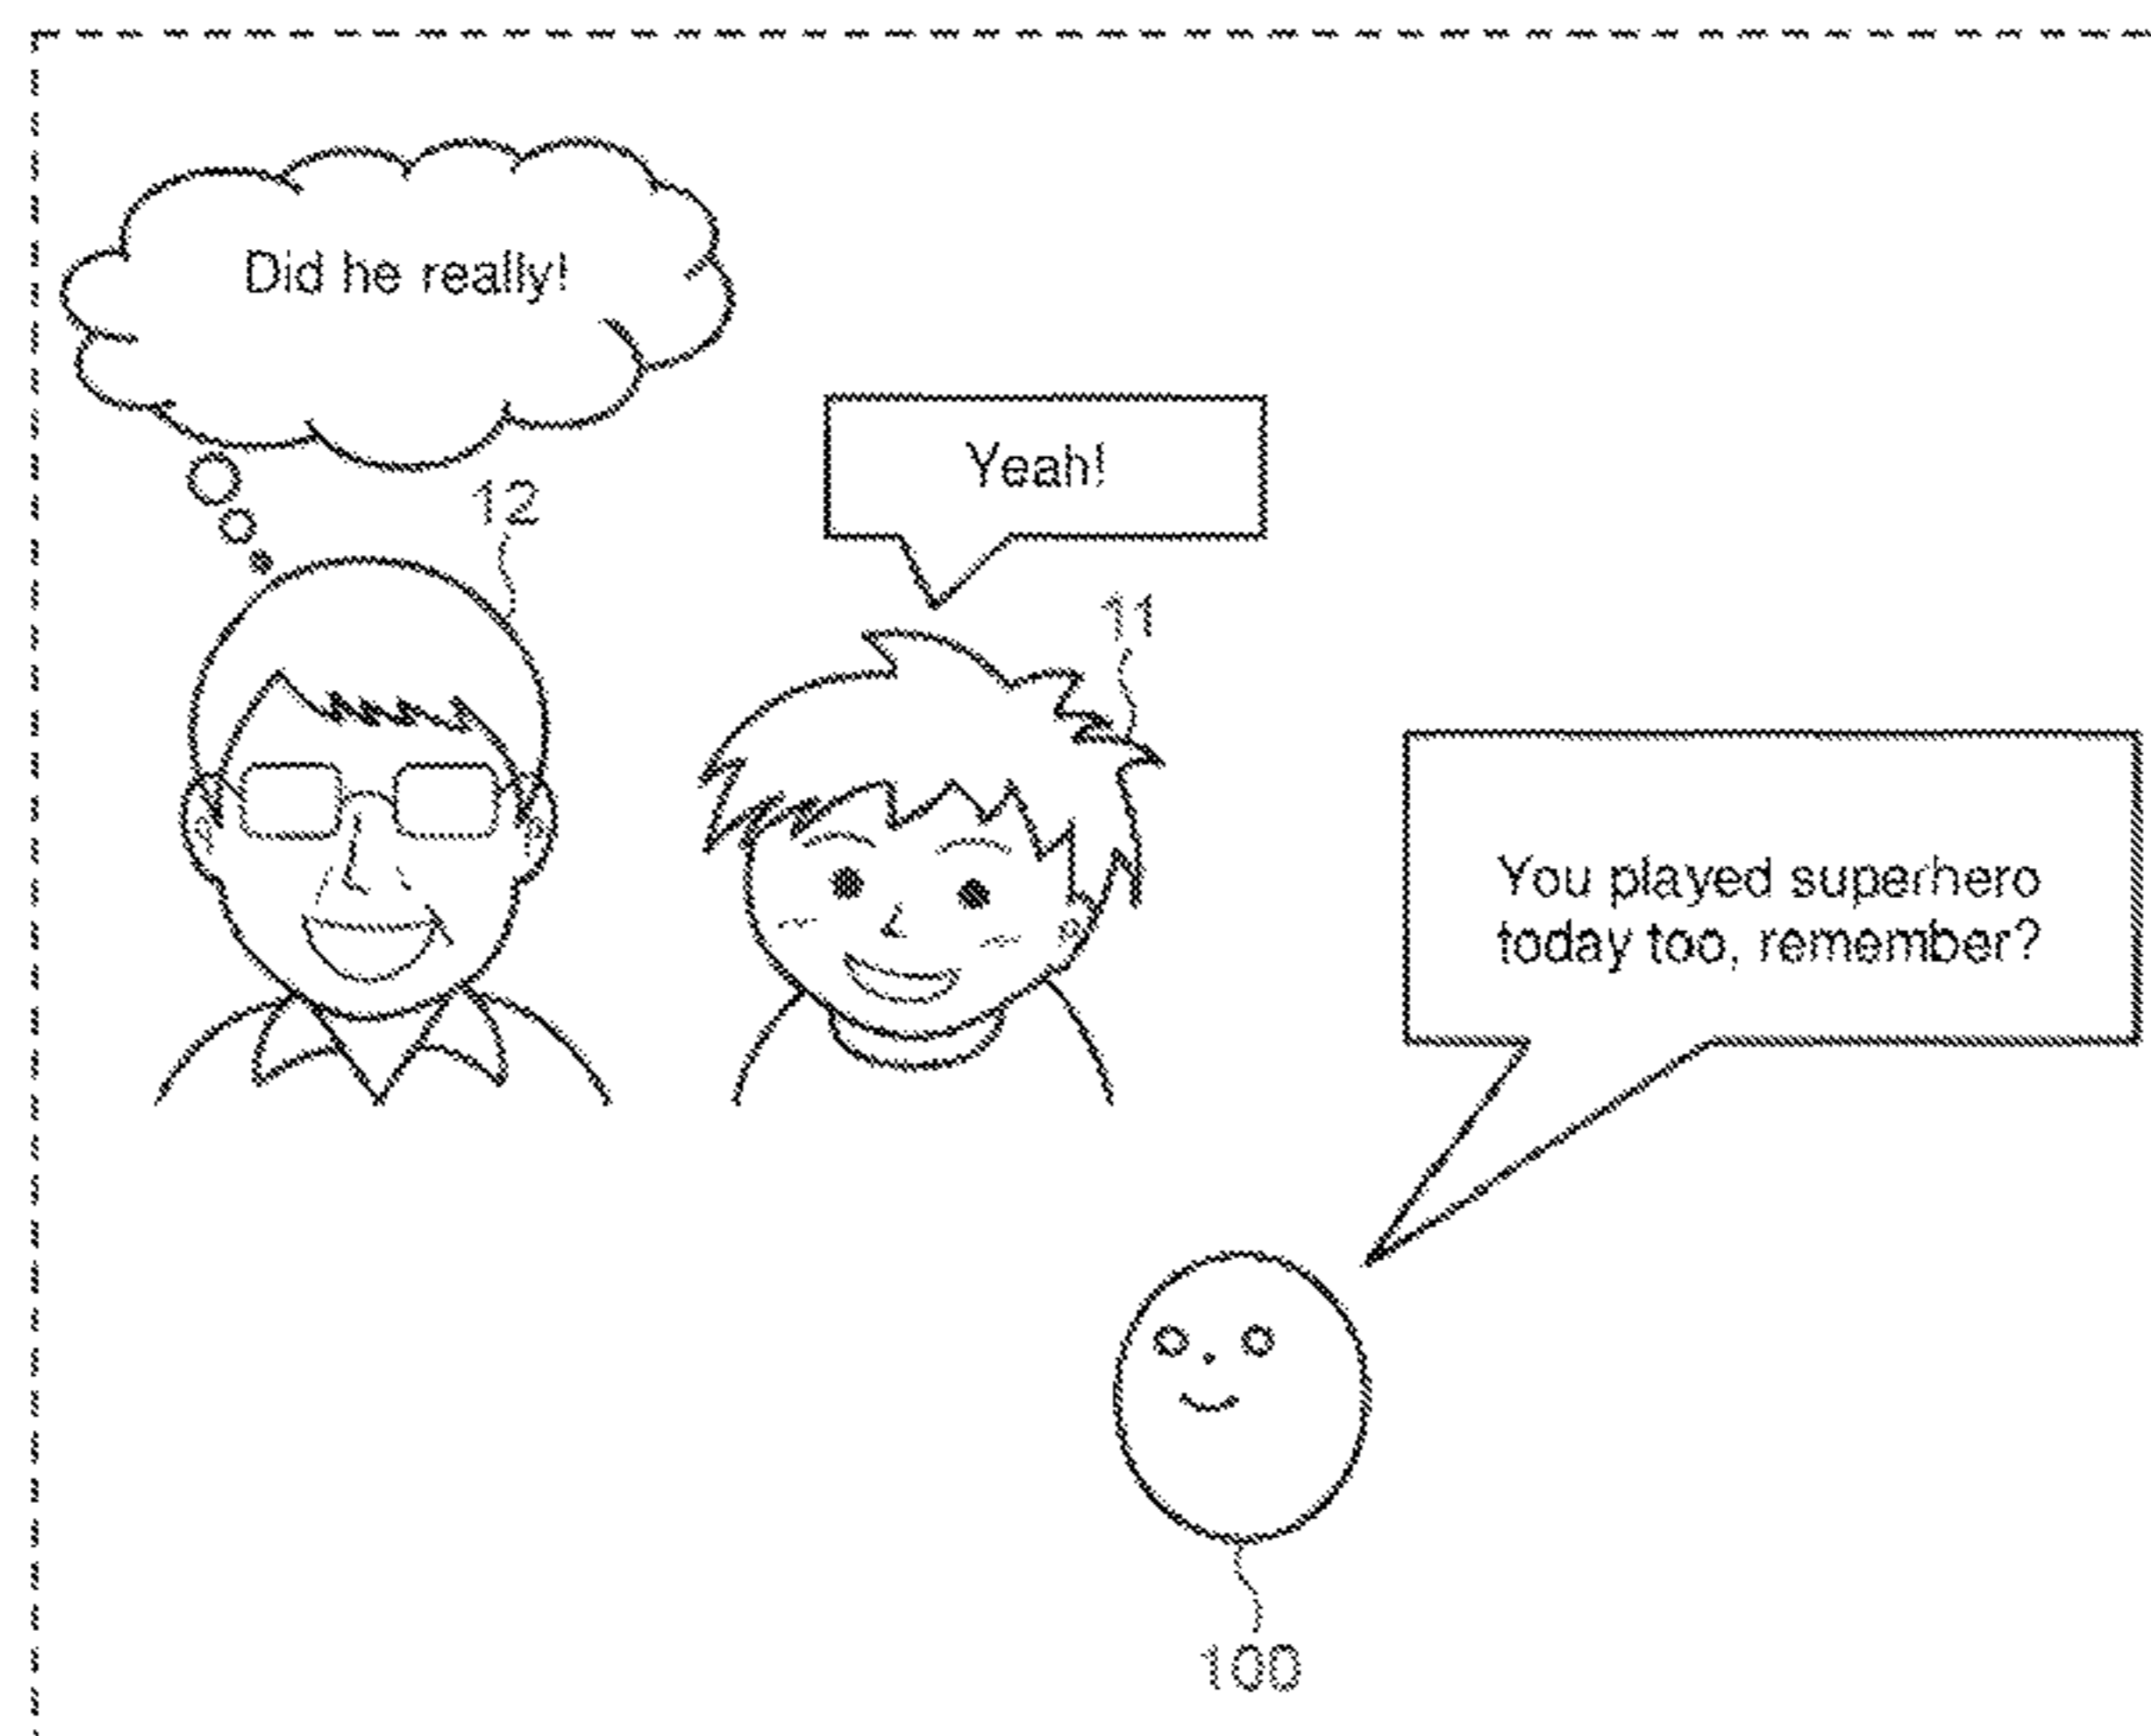 Did he really!
12
Yeah!
11
You played superhero
today too, remember?
100